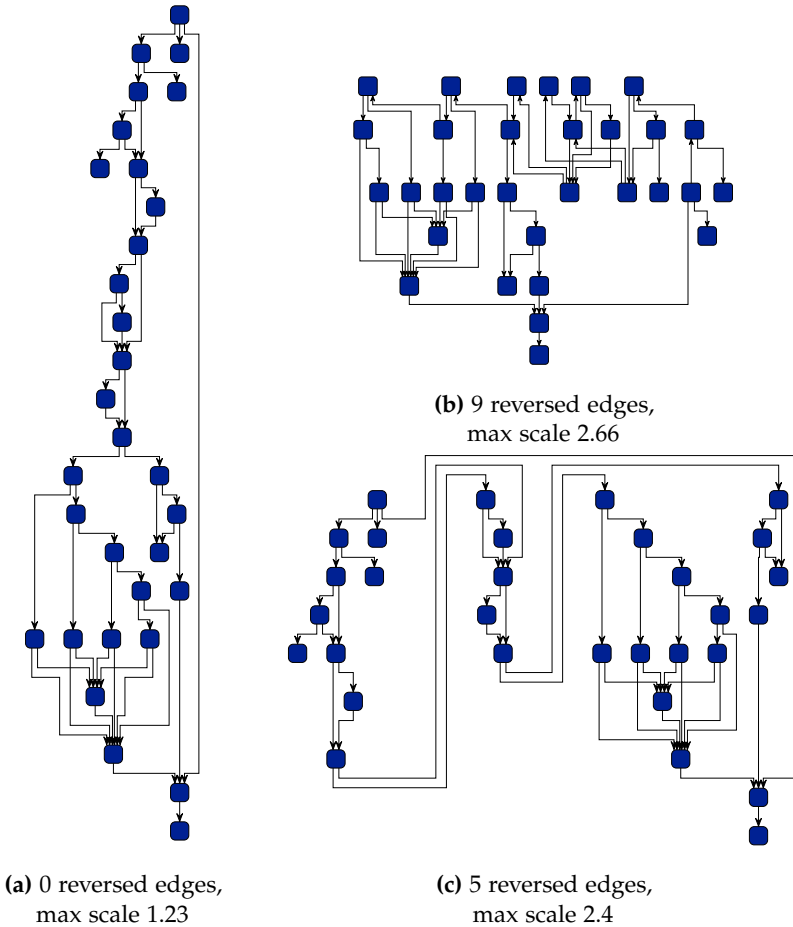 (b) 9 reversed edges,
max scale 2.66
(a) 0 reversed edges,
max scale 1.23
(c) 5 reversed edges,
max scale 2.4